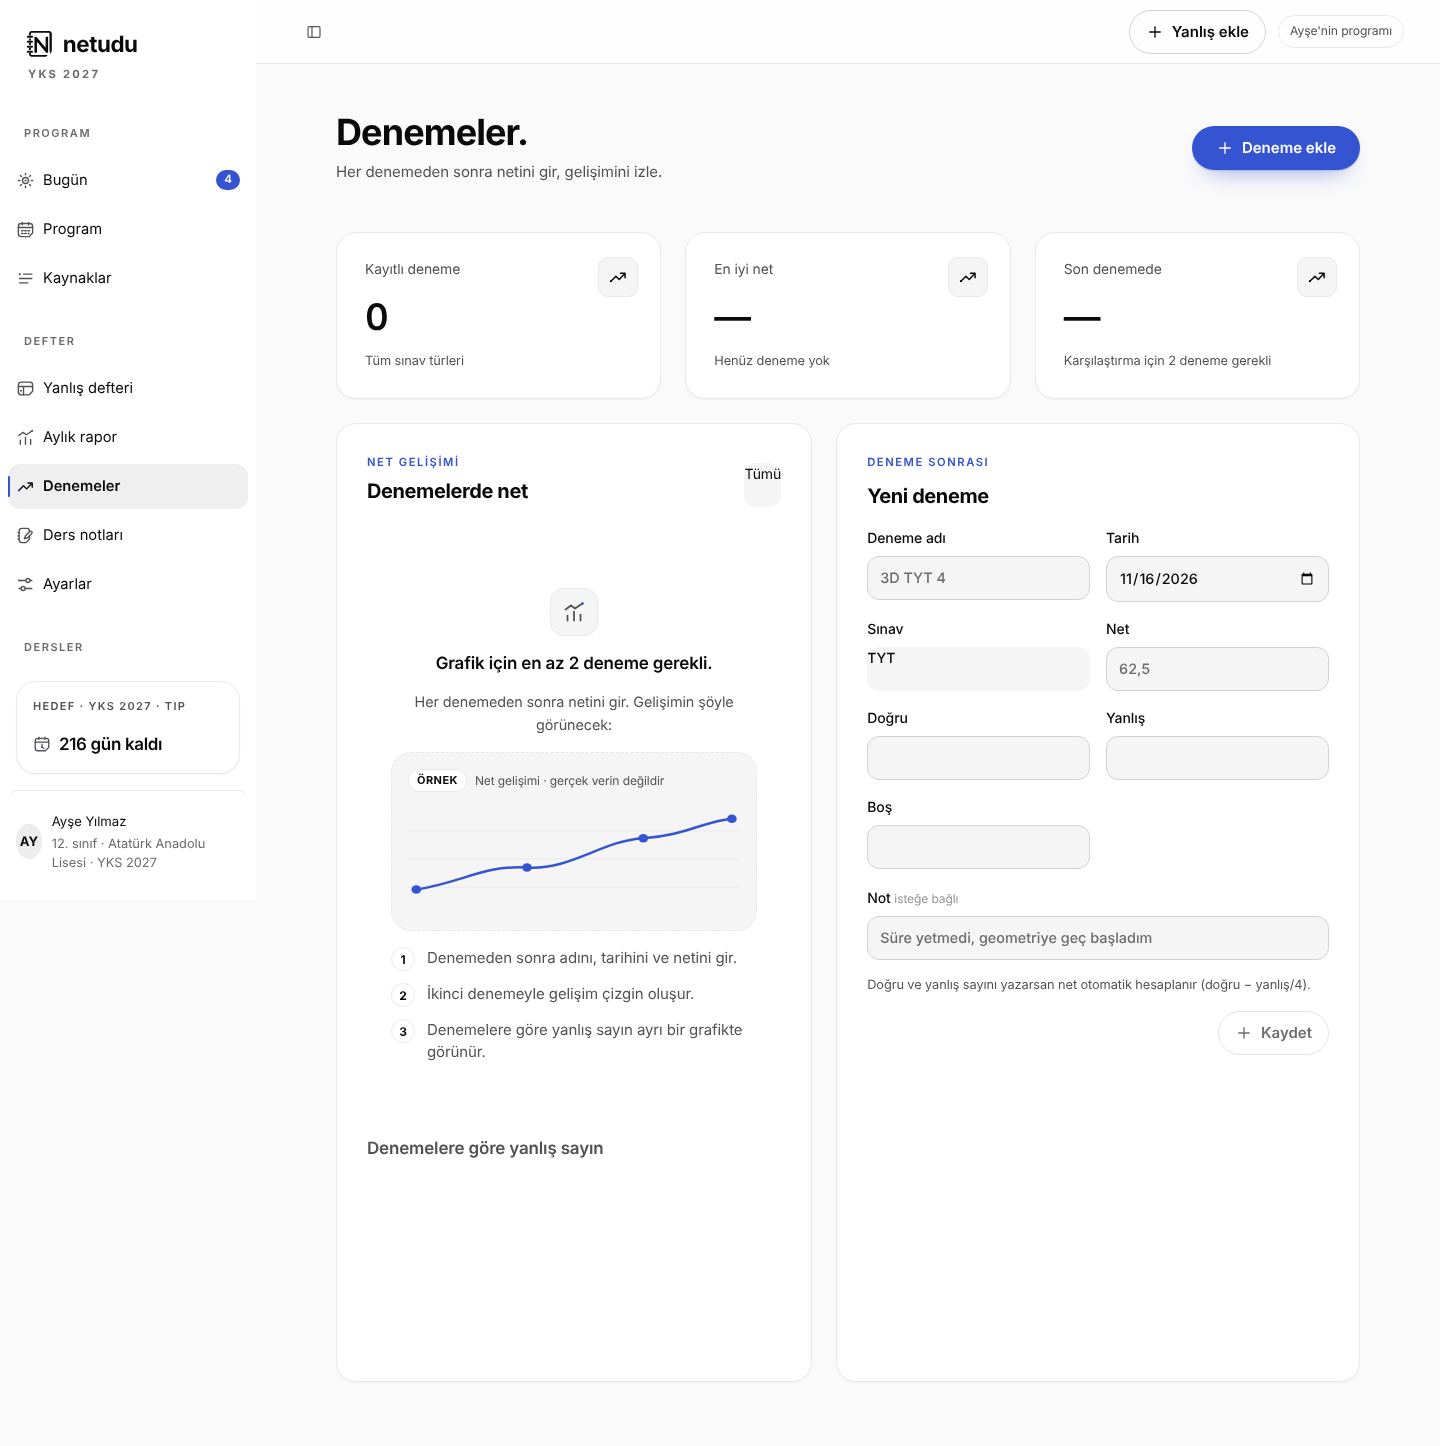 netudu
YKS 2027
PROGRAM
Bugün
4
Program
Kaynaklar
DEFTER
Yanlış defteri
Aylık rapor
Denemeler
Ders notları
Ayarlar
DERSLER
HEDEF · YKS 2027 · TIP
216 gün kaldı
AY
Ayşe Yılmaz
12. sınıf · Atatürk Anadolu
Lisesi · YKS 2027
Yanlış ekle
Ayşe'nin programı
Denemeler.
Her denemeden sonra netini gir, gelişimini izle.
Deneme ekle
Kayıtlı deneme
0
Tüm sınav türleri
En iyi net
—
Henüz deneme yok
Son denemede
—
Karşılaştırma için 2 deneme gerekli
NET GELİŞİMİ
Denemelerde net
Tümü
Grafik için en az 2 deneme gerekli.
Her denemeden sonra netini gir. Gelişimin şöyle
görünecek:
ÖRNEK
Net gelişimi · gerçek verin değildir
1 Denemeden sonra adını, tarihini ve netini gir.
2 İkinci denemeyle gelişim çizgin oluşur.
3 Denemelere göre yanlış sayın ayrı bir grafikte
görünür.
Denemelere göre yanlış sayın
DENEME SONRASI
Yeni deneme
Deneme adı
3D TYT 4
Tarih
11/16/2026
Sınav
TYT
Net
62,5
Doğru
Yanlış
Boş
Not isteğe bağlı
Süre yetmedi, geometriye geç başladım
Doğru ve yanlış sayını yazarsan net otomatik hesaplanır (doğru − yanlış/4).
Kaydet